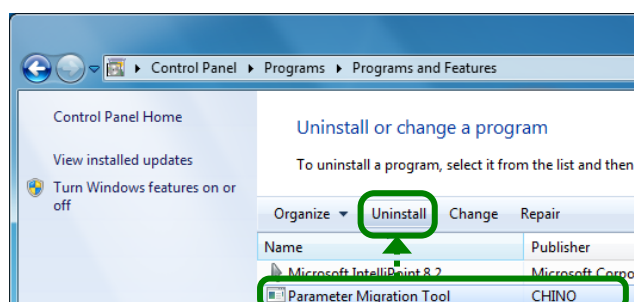 Control Panel ▸ Programs ▸ Programs and Features
Control Panel Home
View installed updates
Turn Windows features on or
off
Uninstall or change a program
To uninstall a program, select it from the list and then
Organize ▾ Uninstall Change Repair
Name Publisher
Microsoft IntelliPoint 8.2 Microsoft Corpo
Parameter Migration Tool CHINO